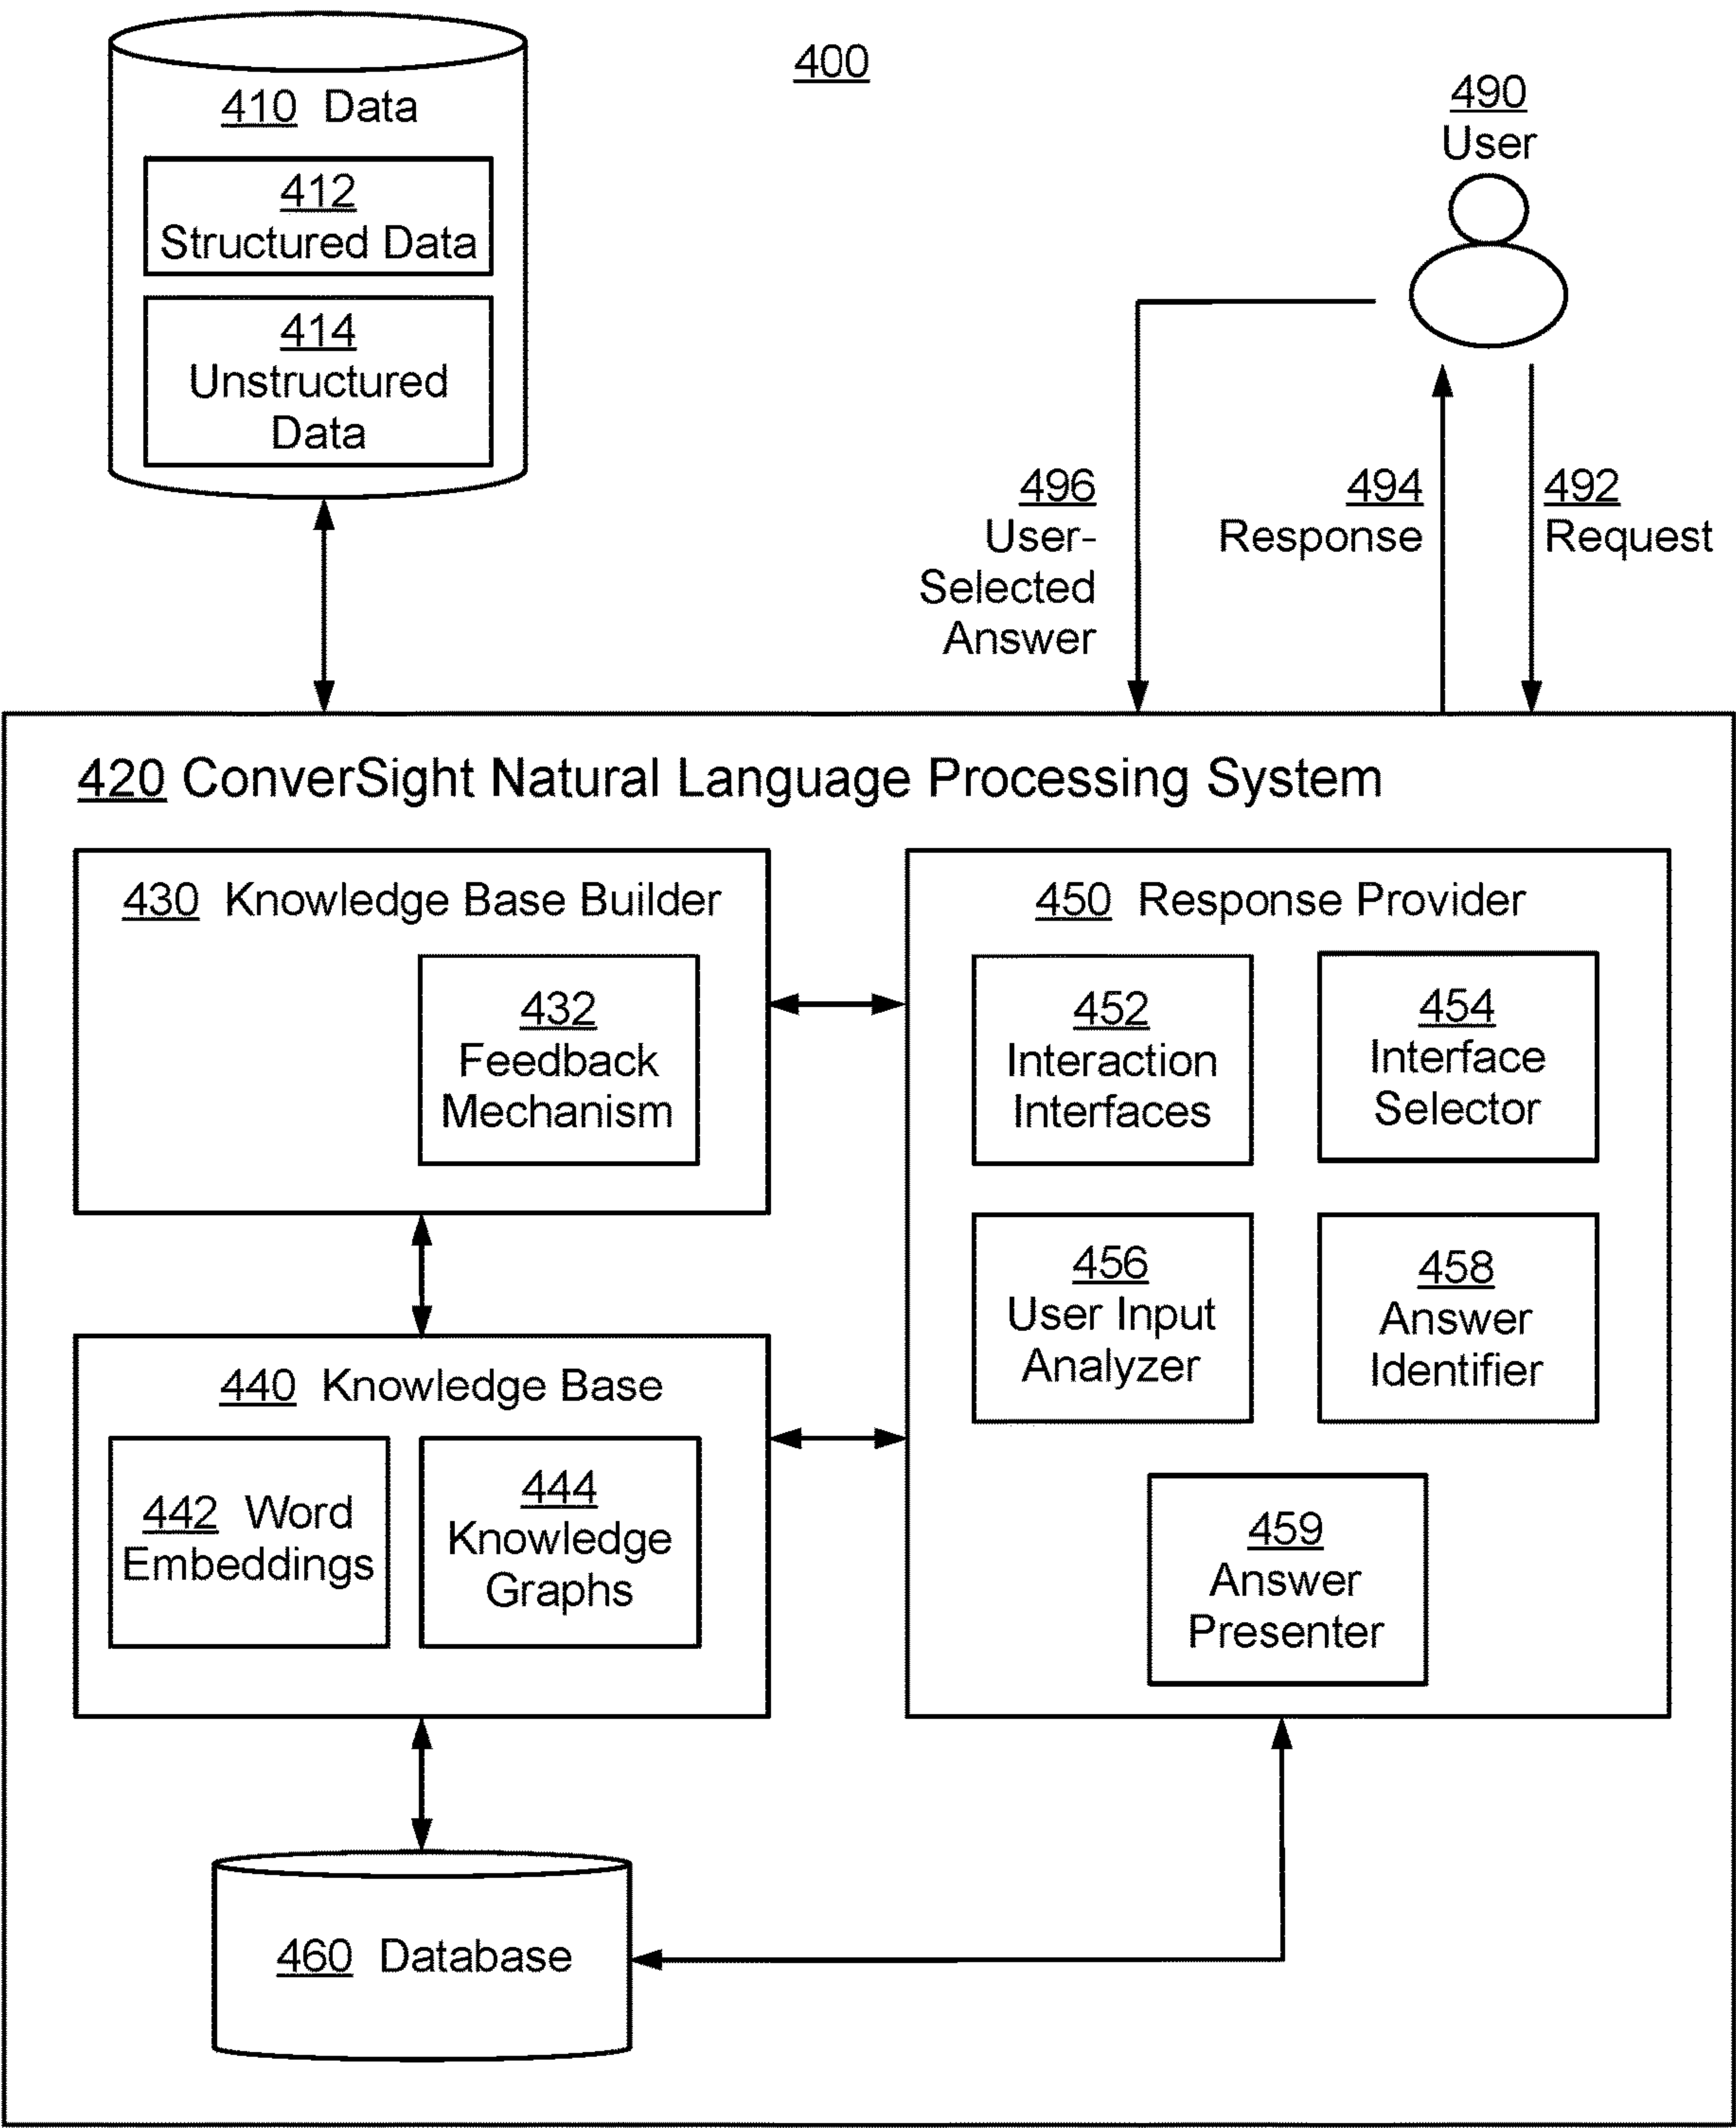 400
410 Data
412
Structured Data
414
Unstructured
Data
490
User
496
User-
Selected
Answer
494
Response
492
Request
420 ConverSight Natural Language Processing System
430 Knowledge Base Builder
432
Feedback
Mechanism
440 Knowledge Base
442 Word
Embeddings
444
Knowledge
Graphs
450 Response Provider
452
Interaction
Interfaces
454
Interface
Selector
456
User Input
Analyzer
458
Answer
Identifier
459
Answer
Presenter
460 Database